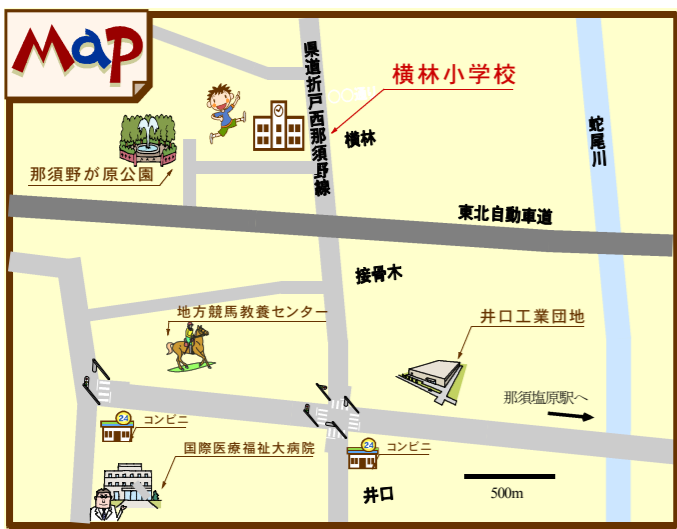 Map
県道折戸西那須野線
横林小学校
横林
蛇尾川
那須野が原公園
東北自動車道
接骨木
地方競馬教養センター
井口工業団地
那須塩原駅へ
24
コンビニ
国際医療福祉大病院
24
コンビニ
井口
500m